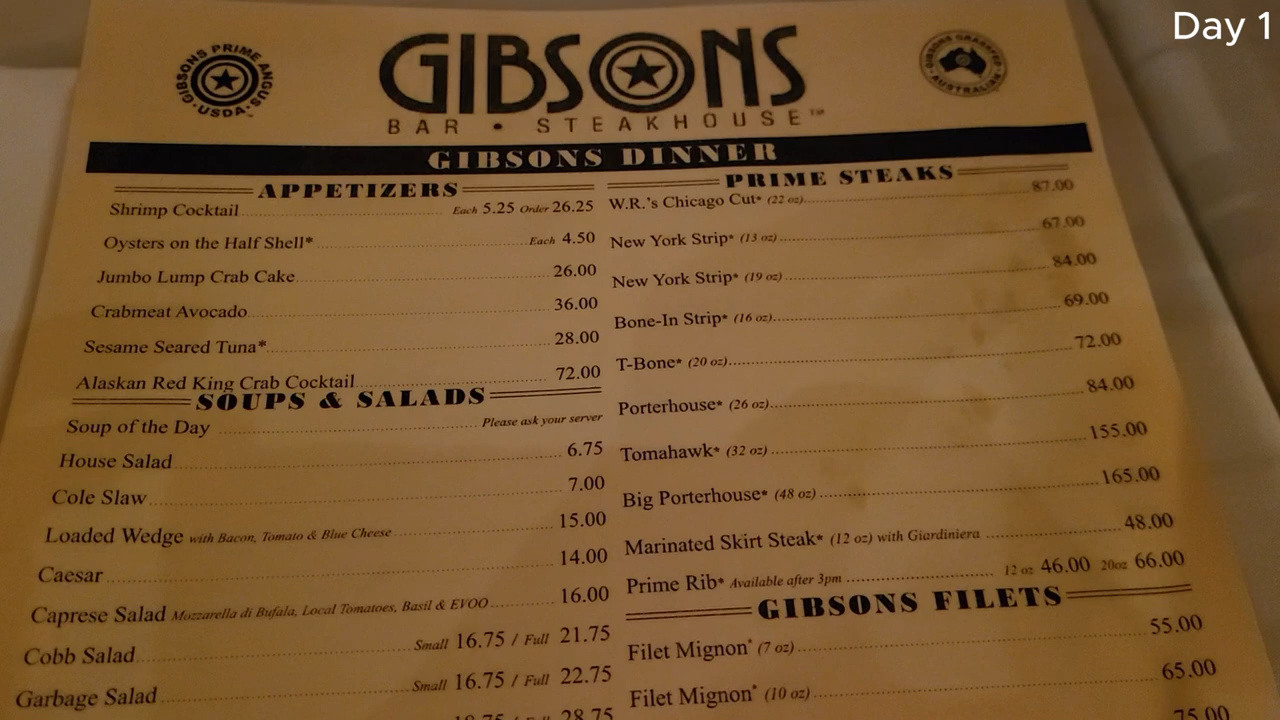 Day 1
GIBSONS PRIME ANGUS
USDA
GIBSONS
BAR • STEAKHOUSE™
GIBSONS GRASSFED
AUSTRALIAN
GIBSONS DINNER
APPETIZERS
Shrimp Cocktail Each 5.25 Order 26.25
Oysters on the Half Shell* Each 4.50
Jumbo Lump Crab Cake 26.00
Crabmeat Avocado 36.00
Sesame Seared Tuna* 28.00
Alaskan Red King Crab Cocktail 72.00
SOUPS & SALADS
Soup of the Day Please ask your server
House Salad 6.75
Cole Slaw 7.00
Loaded Wedge with Bacon, Tomato & Blue Cheese 15.00
Caesar 14.00
Caprese Salad Mozzarella di Bufala, Local Tomatoes, Basil & EVOO 16.00
Cobb Salad Small 16.75 / Full 21.75
Garbage Salad Small 16.75 / Full 22.75
28.75
PRIME STEAKS
W.R.'s Chicago Cut* (22 oz) 87.00
New York Strip* (13 oz) 67.00
New York Strip* (19 oz) 84.00
Bone-In Strip* (16 oz) 69.00
T-Bone* (20 oz) 72.00
Porterhouse* (26 oz) 84.00
Tomahawk* (32 oz) 155.00
Big Porterhouse* (48 oz) 165.00
Marinated Skirt Steak* (12 oz) with Giardiniera 48.00
Prime Rib* Available after 3pm 12 oz 46.00 20oz 66.00
GIBSONS FILETS
Filet Mignon* (7 oz) 55.00
Filet Mignon* (10 oz) 65.00
75.00